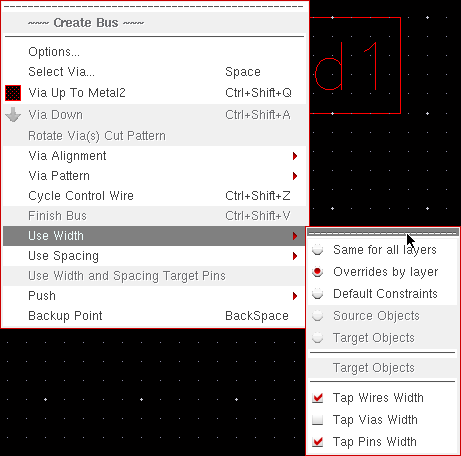 ~~~ Create Bus ~~~
Options...
Select Via... Space
Via Up To Metal2 Ctrl+Shift+Q
Via Down Ctrl+Shift+A
Rotate Via(s) Cut Pattern
Via Alignment
Via Pattern
Cycle Control Wire Ctrl+Shift+Z
Finish Bus Ctrl+Shift+V
Use Width
Use Spacing
Use Width and Spacing Target Pins
Push
Backup Point BackSpace
d1
Same for all layers
Overrides by layer
Default Constraints
Source Objects
Target Objects
Target Objects
Tap Wires Width
Tap Vias Width
Tap Pins Width